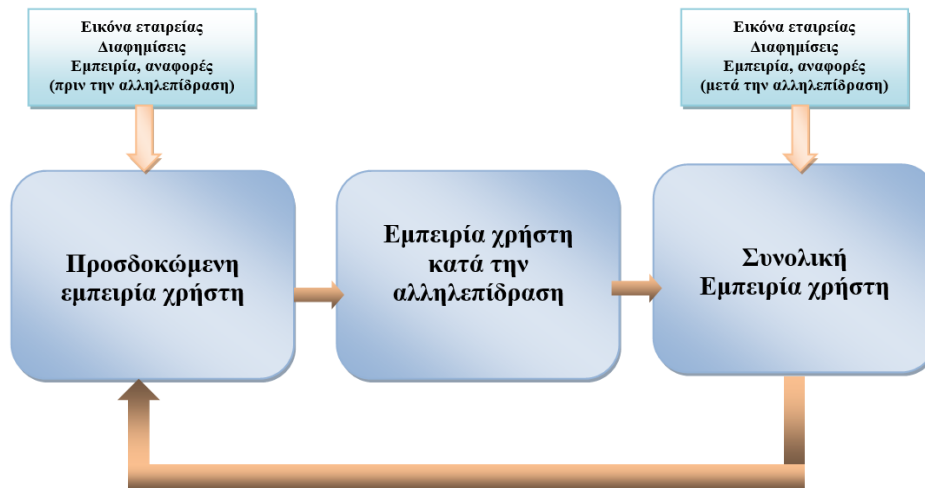 Εικόνα εταιρείας
Διαφημίσεις
Εμπειρία, αναφορές
(πριν την αλληλεπίδραση)
Εικόνα εταιρείας
Διαφημίσεις
Εμπειρία, αναφορές
(μετά την αλληλεπίδραση)
Προσδοκώμενη
εμπειρία χρήστη
Εμπειρία χρήστη
κατά την
αλληλεπίδραση
Συνολική
Εμπειρία χρήστη